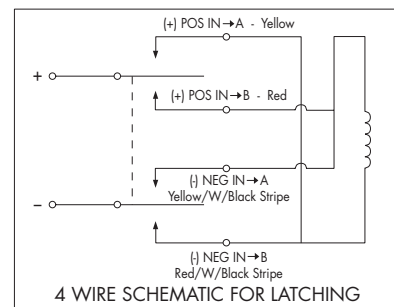 (+) POS IN→A - Yellow
+
(+) POS IN→B - Red
(-) NEG IN→A
Yellow/W/Black Stripe
−
(-) NEG IN→B
Red/W/Black Stripe
4 WIRE SCHEMATIC FOR LATCHING